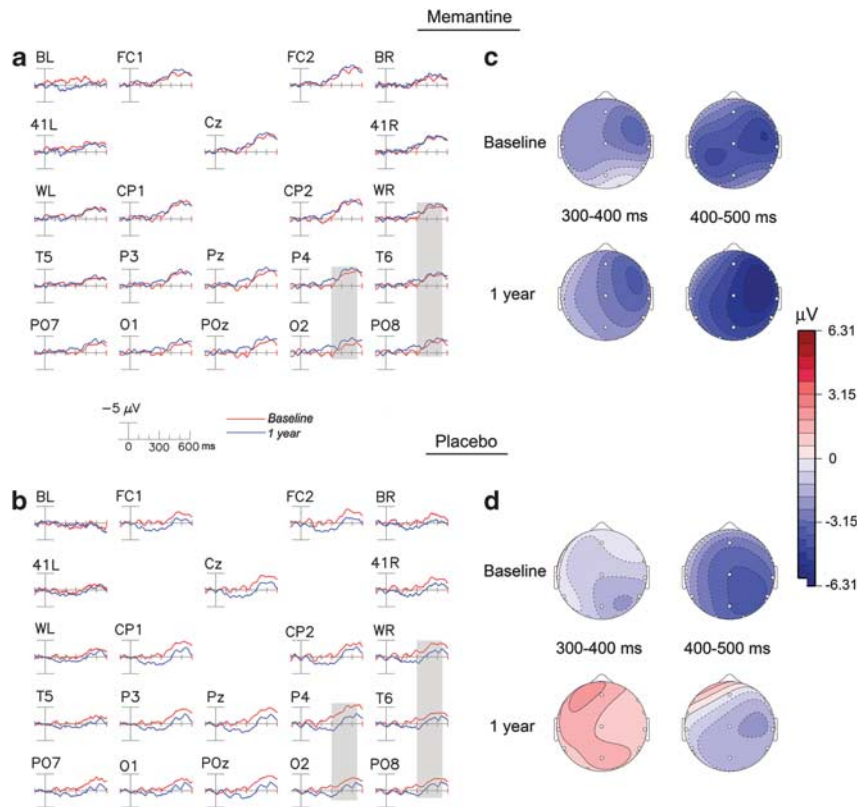 Memantine
a
BL FC1 FC2 BR
41L Cz 41R
WL CP1 CP2 WR
T5 P3 Pz P4 T6
PO7 O1 POz O2 PO8
-5 μV
0 300 600 ms
Baseline
1 year
c
Baseline
300-400 ms 400-500 ms
1 year
μV
6.31
3.15
0
-3.15
-6.31
Placebo
b
BL FC1 FC2 BR
41L Cz 41R
WL CP1 CP2 WR
T5 P3 Pz P4 T6
PO7 O1 POz O2 PO8
d
Baseline
300-400 ms 400-500 ms
1 year